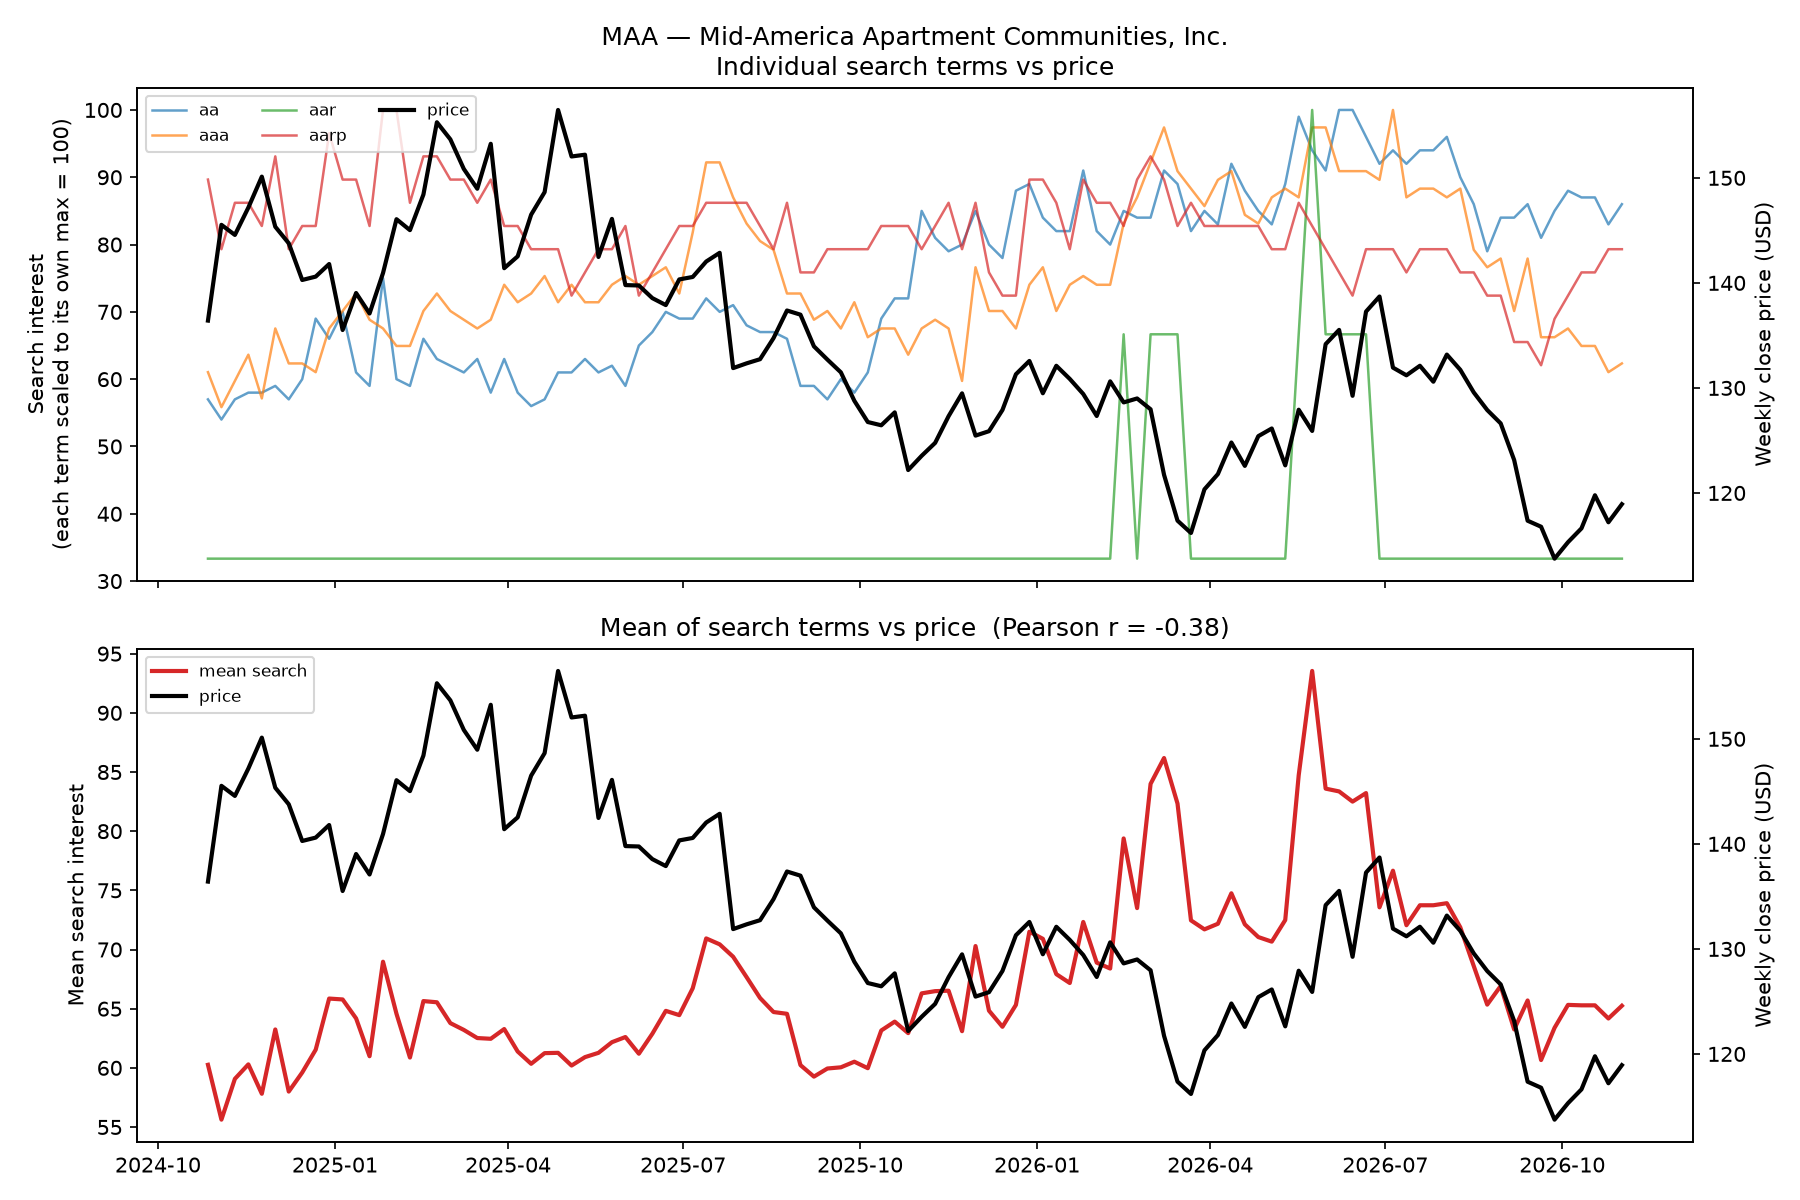 MAA — Mid-America Apartment Communities, Inc.
Individual search terms vs price
aa
aaa
aar
aarp
price
100
90
80
70
60
50
40
30
Search interest
(each term scaled to its own max = 100)
150
140
130
120
Weekly close price (USD)
Mean of search terms vs price (Pearson r = -0.38)
mean search
price
95
90
85
80
75
70
65
60
55
Mean search interest
150
140
130
120
Weekly close price (USD)
2024-10
2025-01
2025-04
2025-07
2025-10
2026-01
2026-04
2026-07
2026-10